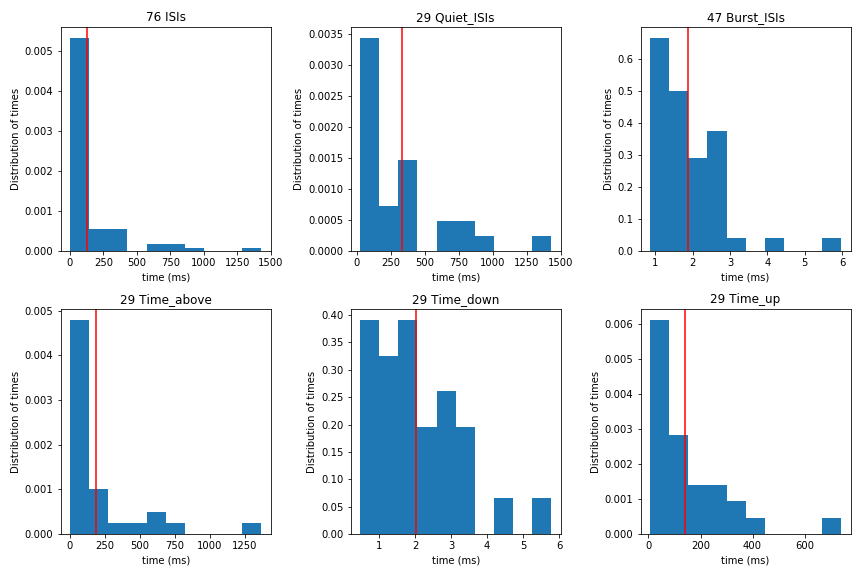 76 ISIs
29 Quiet_ISIs
47 Burst_ISIs
Distribution of times
0.005
0.004
0.003
0.002
0.001
0.000
0 250 500 750 1000 1250 1500
time (ms)
Distribution of times
0.0035
0.0030
0.0025
0.0020
0.0015
0.0010
0.0005
0.0000
0 250 500 750 1000 1250 1500
time (ms)
Distribution of times
0.6
0.5
0.4
0.3
0.2
0.1
0.0
1 2 3 4 5 6
time (ms)
29 Time_above
29 Time_down
29 Time_up
Distribution of times
0.005
0.004
0.003
0.002
0.001
0.000
0 250 500 750 1000 1250
time (ms)
Distribution of times
0.40
0.35
0.30
0.25
0.20
0.15
0.10
0.05
0.00
1 2 3 4 5 6
time (ms)
Distribution of times
0.006
0.005
0.004
0.003
0.002
0.001
0.000
0 200 400 600
time (ms)